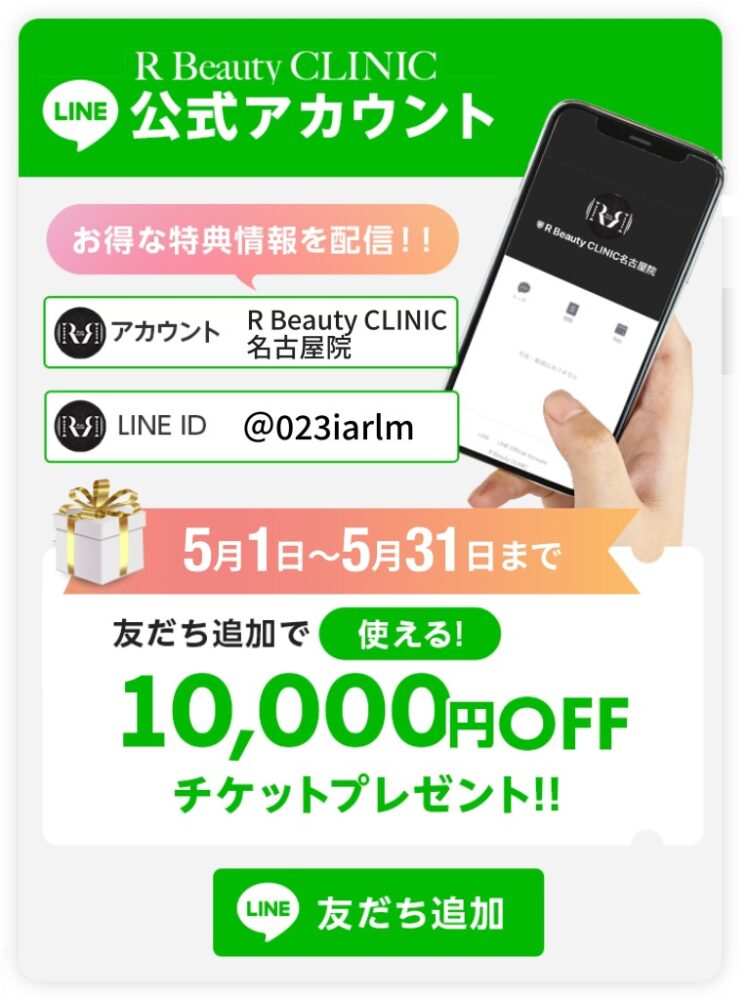 R Beauty CLINIC
LINE
公式アカウント
お得な特典情報を配信！！
アカウント
R Beauty CLINIC
名古屋院
LINE ID
@023iarlm
R Beauty CLINIC名古屋院
5月1日～5月31日まで
友だち追加で
使える!
10,000円OFF
チケットプレゼント!!
LINE
友だち追加